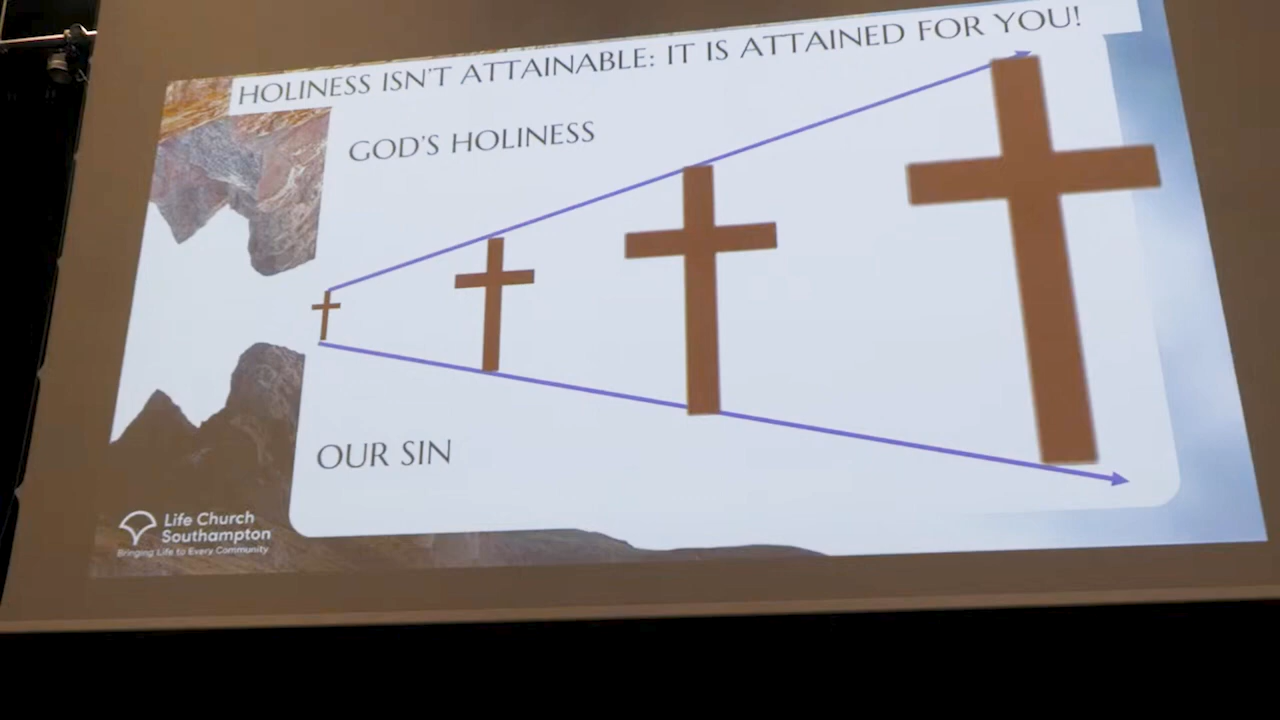 HOLINESS ISN'T ATTAINABLE: IT IS ATTAINED FOR YOU!
GOD'S HOLINESS
OUR SIN
Life Church
Southampton
Bringing Life to Every Community